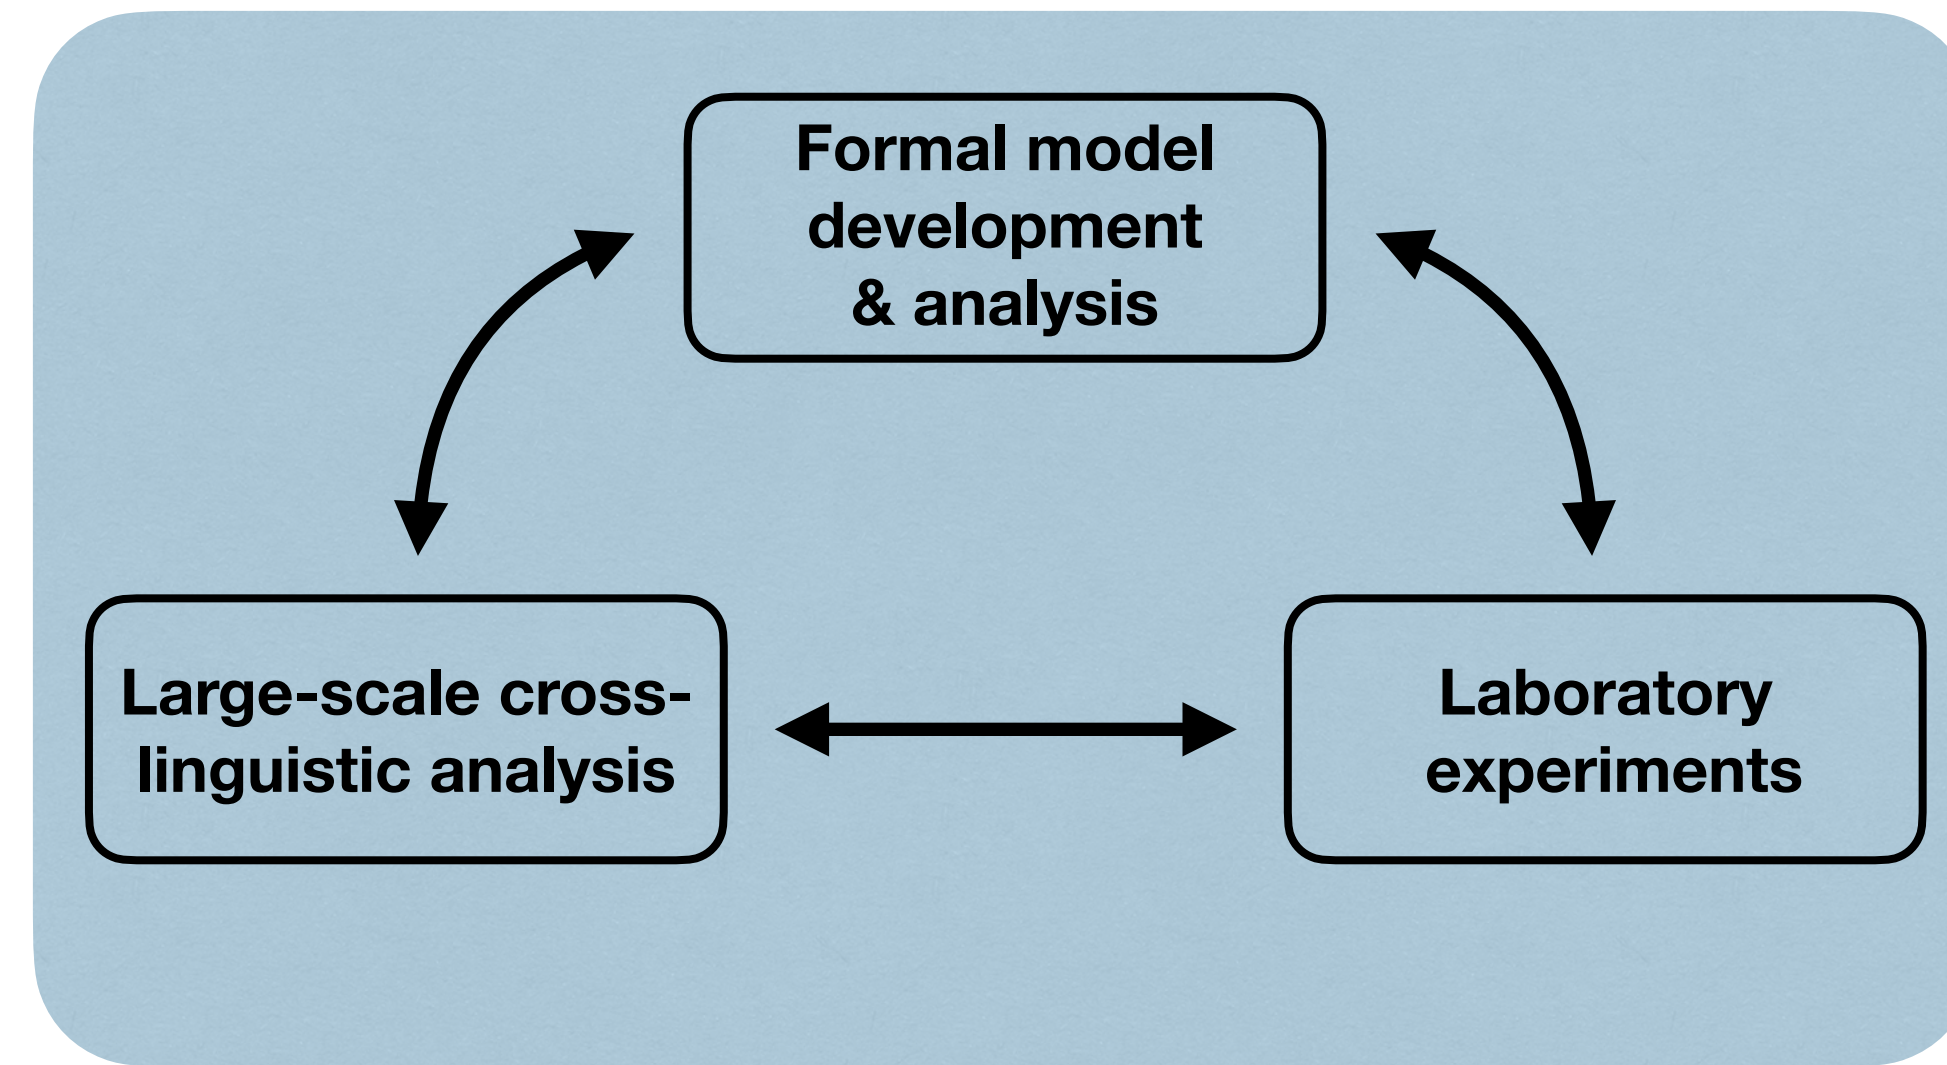 Formal model
development
& analysis
Large-scale cross-
linguistic analysis
Laboratory
experiments